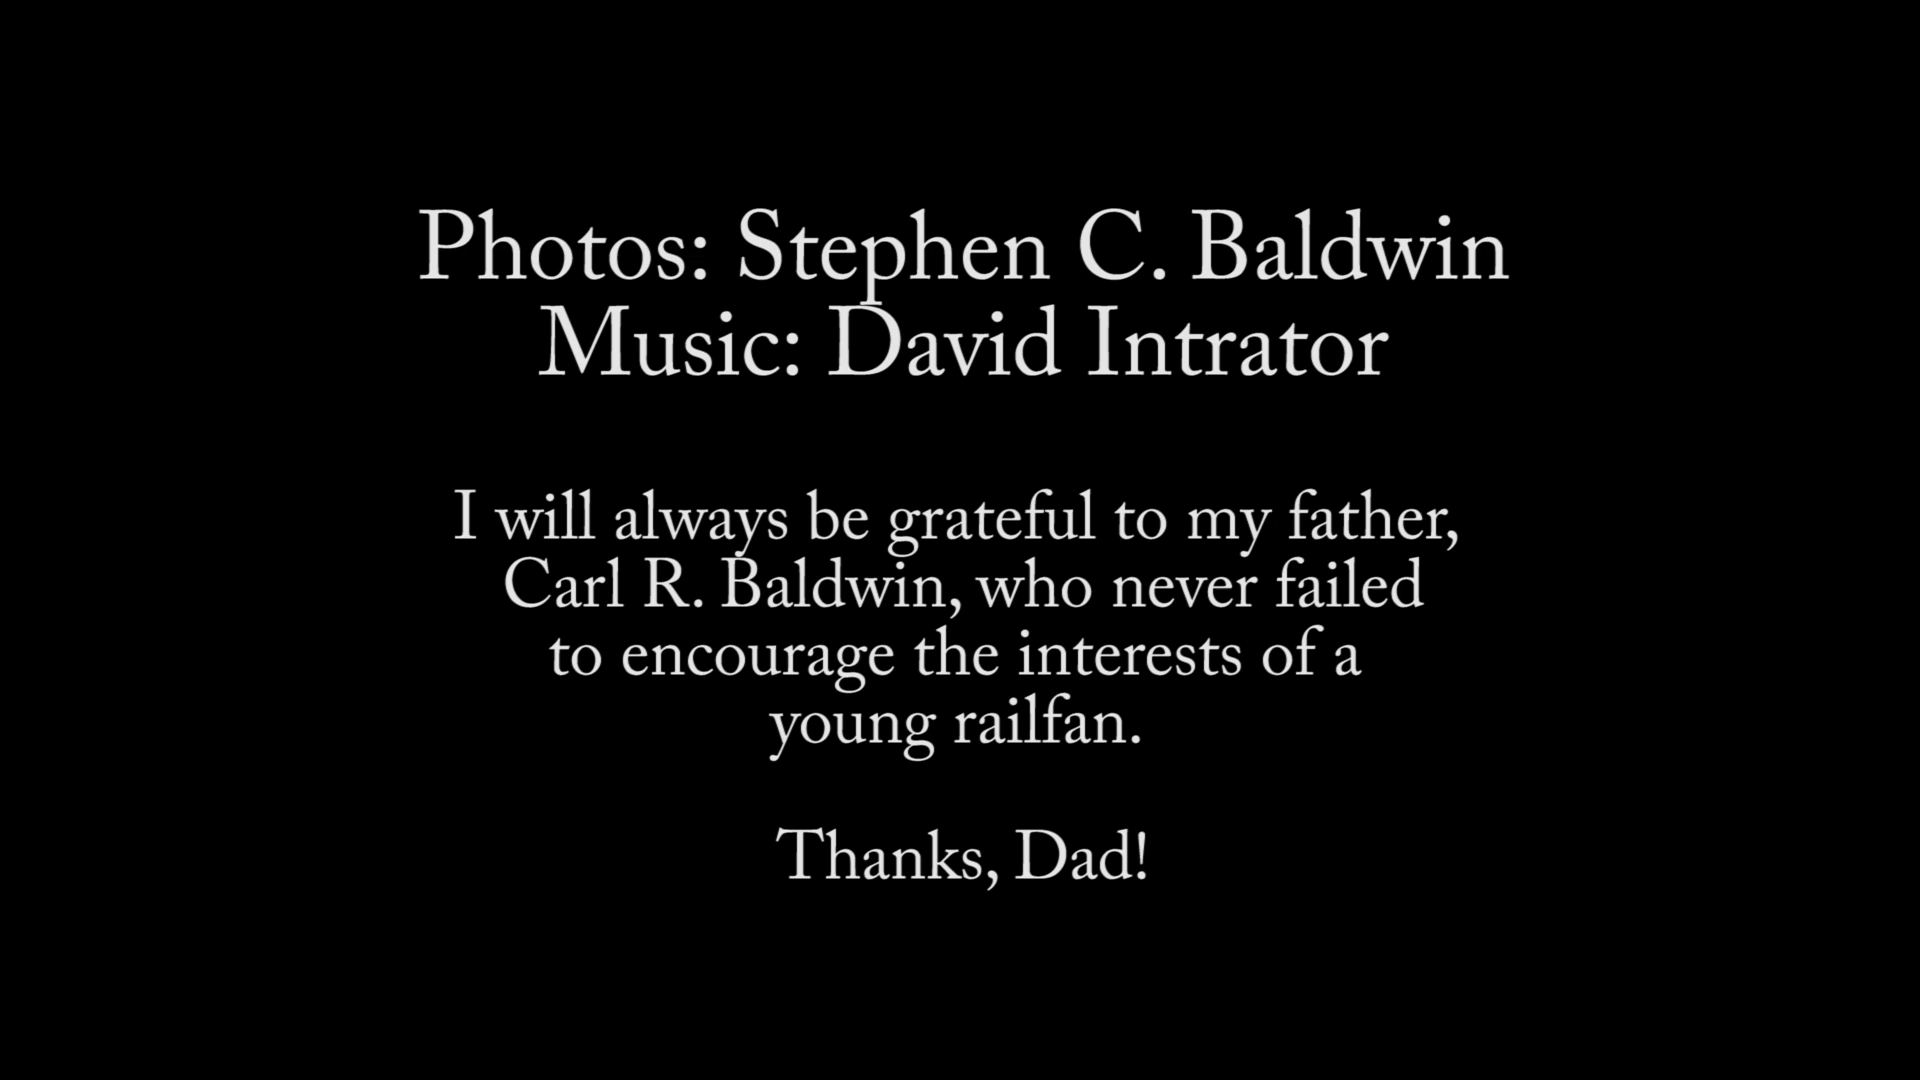 Photos: Stephen C. Baldwin
Music: David Intrator
I will always be grateful to my father,
Carl R. Baldwin, who never failed
to encourage the interests of a
young railfan.
Thanks, Dad!